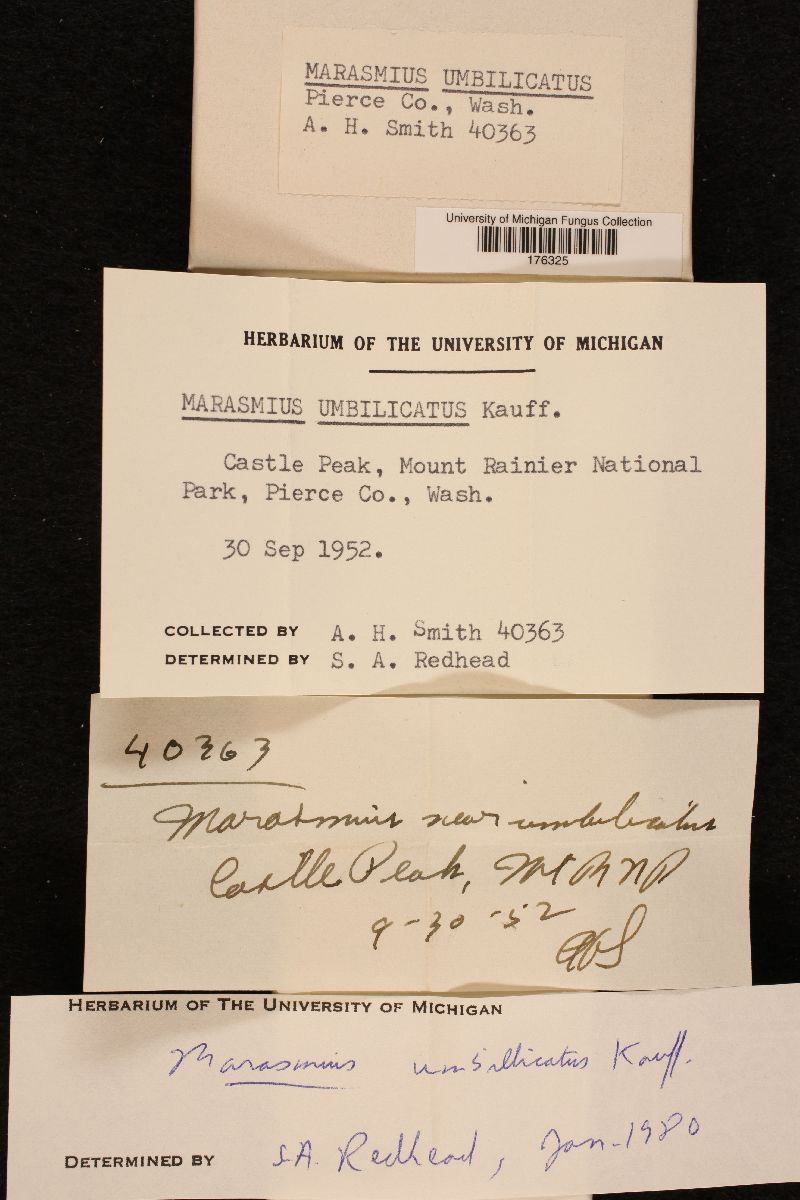 MARASMIUS UMBILICATUS
Pierce Co., Wash.
A. H. Smith 40363
University of Michigan Fungus Collection
176325
HERBARIUM OF THE UNIVERSITY OF MICHIGAN
MARASMIUS UMBILICATUS Kauff.
Castle Peak, Mount Rainier National
Park, Pierce Co., Wash.
30 Sep 1952.
COLLECTED BY A. H. Smith 40363
DETERMINED BY S. A. Redhead
40363
Marasmius near umbilicatus
Castle Peak, Mt R N P
9-30-52
AHS
HERBARIUM OF THE UNIVERSITY OF MICHIGAN
Marasmius umbillicatus Kauff.
DETERMINED BY S.A. Redhead, Jan-1980